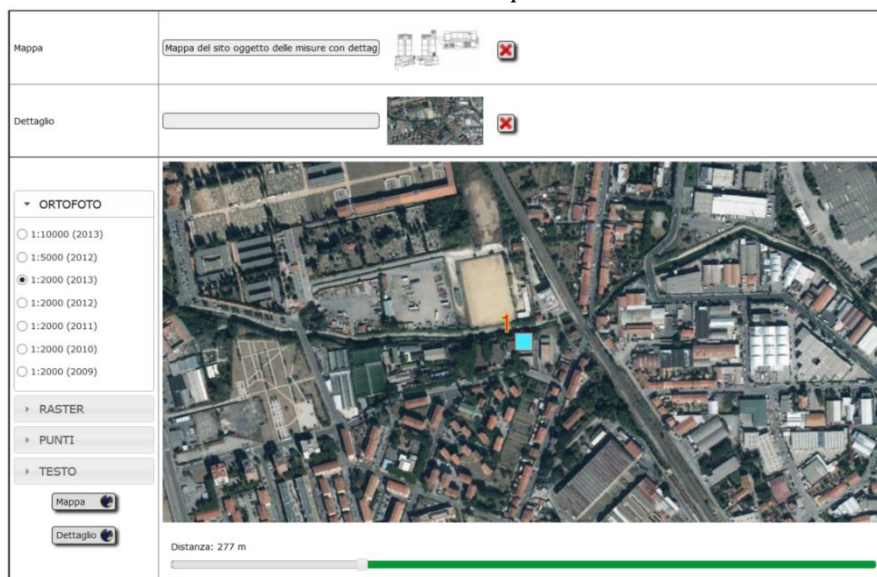 Mappa
Mappa del sito oggetto delle misure con dettag
Dettaglio
ORTOFOTO
1:10000 (2013)
1:5000 (2012)
1:2000 (2013)
1:2000 (2012)
1:2000 (2011)
1:2000 (2010)
1:2000 (2009)
RASTER
PUNTI
TESTO
Mappa
Dettaglio
1
Distanza: 277 m